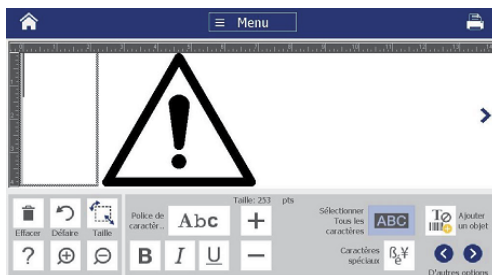 Menu
Taille: 253 pts
Effacer
Défaire
Taille
Police de
caractèr..
Abc
Sélectionner
Tous les
caractères
ABC
Ajouter
un objet
?
B
I
U
Caractères
spéciaux
D'autres options